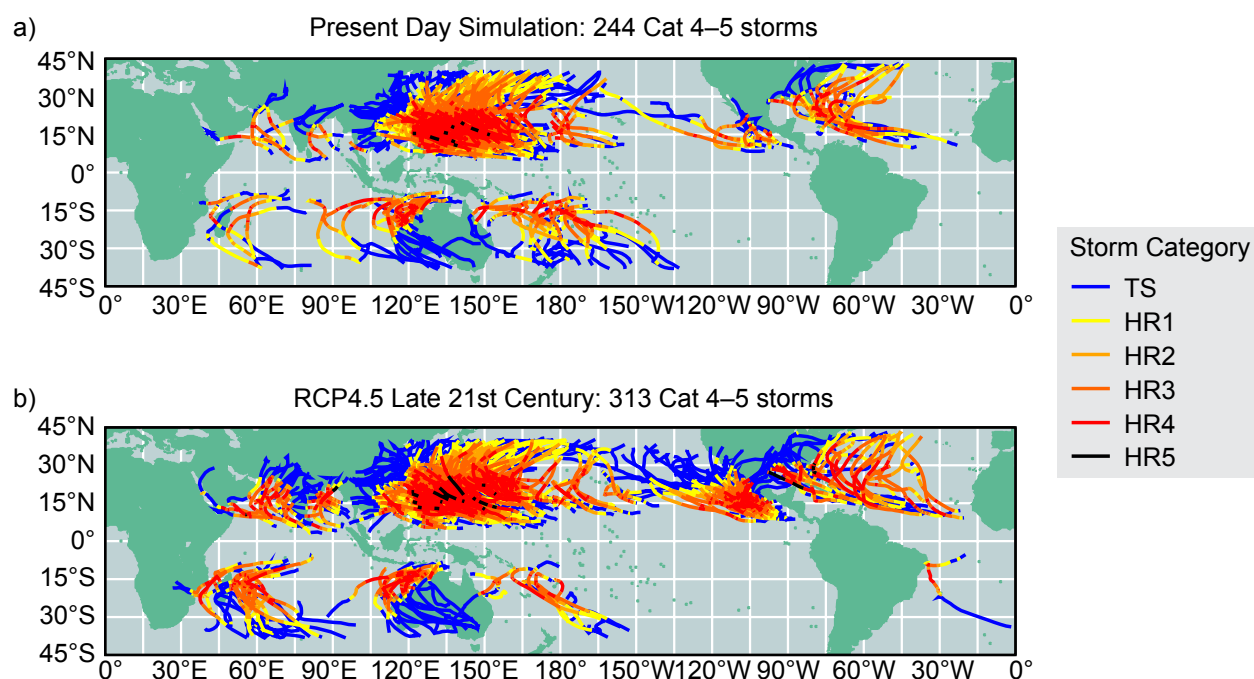 a)
Present Day Simulation: 244 Cat 4–5 storms
45°N
30°N
15°N
0°
15°S
30°S
45°S
0° 30° E 60° E 90°E 120°E 150°E 180° 150°W 120°W 90°W 60°W 30°W 0°
b)
RCP4.5 Late 21st Century: 313 Cat 4–5 storms
45°N
30°N
15°N
0°
15°S
30°S
45°S
0° 30° E 60° E 90°E 120°E 150°E 180° 150°W 120°W 90°W 60°W 30°W 0°
Storm Category
TS
HR1
HR2
HR3
HR4
HR5